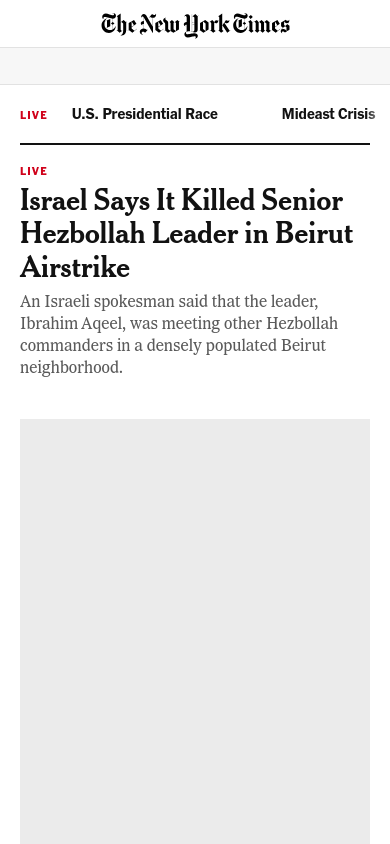 The New York Times
LIVE U.S. Presidential Race Mideast Crisis
LIVE
Israel Says It Killed Senior
Hezbollah Leader in Beirut
Airstrike
An Israeli spokesman said that the leader,
Ibrahim Aqeel, was meeting other Hezbollah
commanders in a densely populated Beirut
neighborhood.